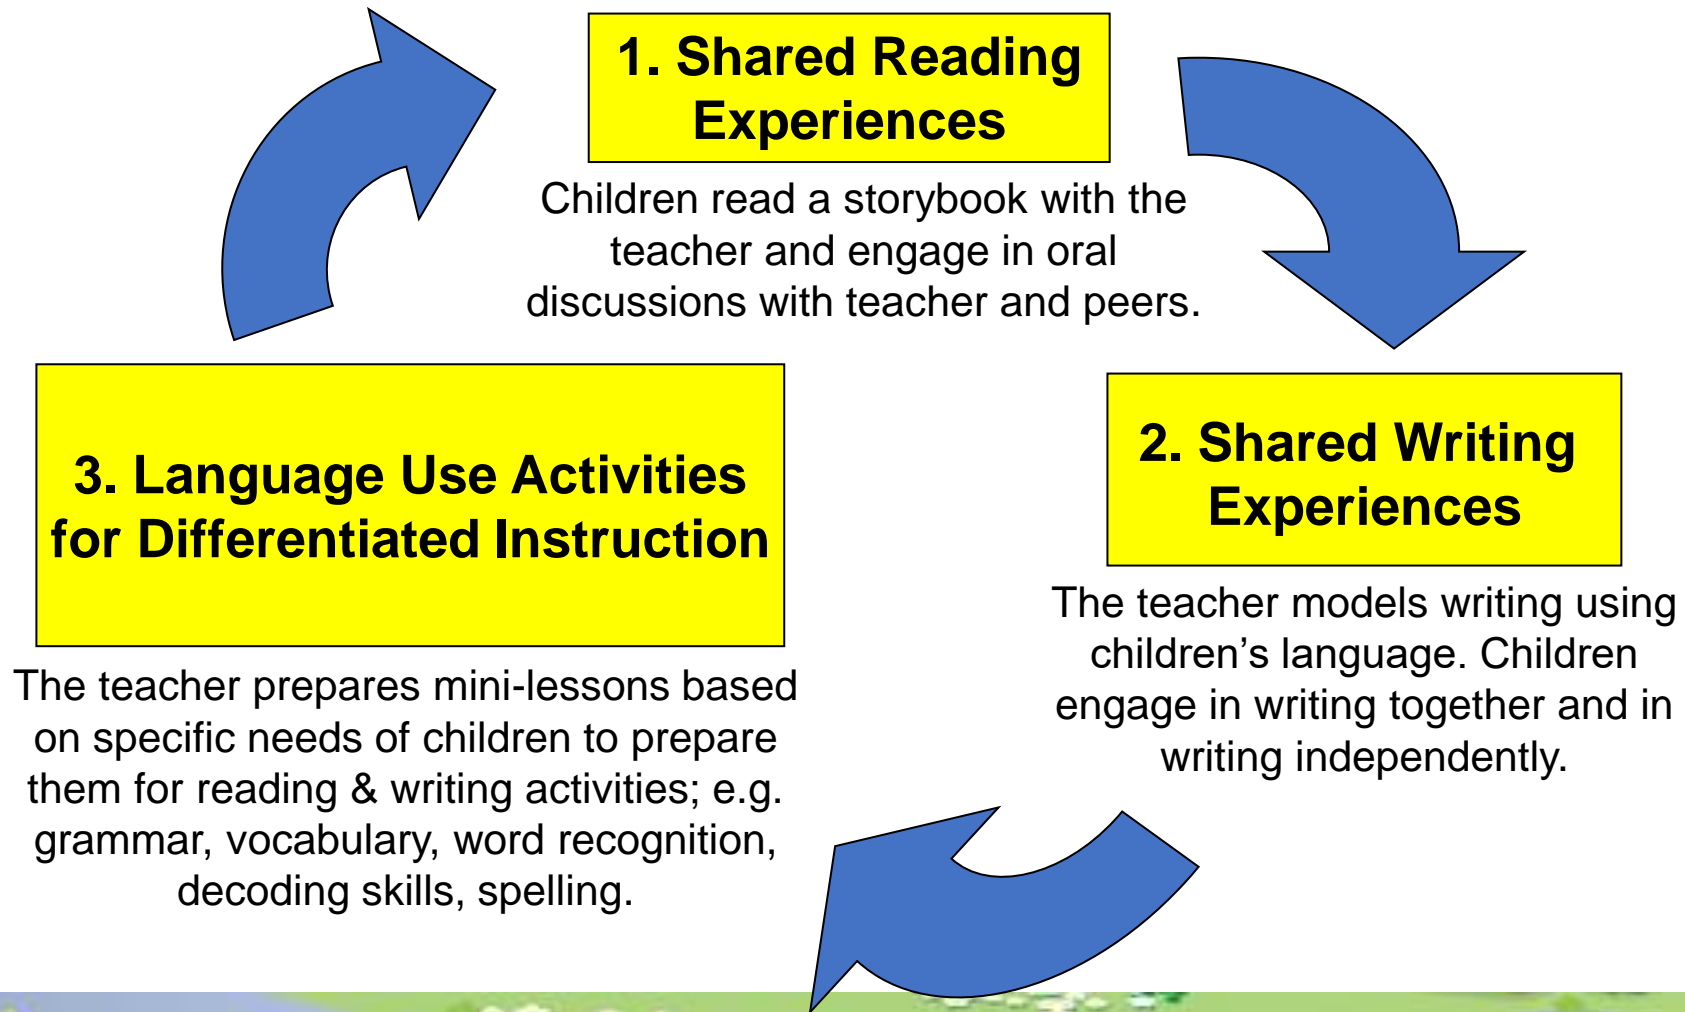 1. Shared Reading
Experiences
Children read a storybook with the
teacher and engage in oral
discussions with teacher and peers.
2. Shared Writing
Experiences
The teacher models writing using
children’s language. Children
engage in writing together and in
writing independently.
3. Language Use Activities
for Differentiated Instruction
The teacher prepares mini-lessons based
on specific needs of children to prepare
them for reading & writing activities; e.g.
grammar, vocabulary, word recognition,
decoding skills, spelling.